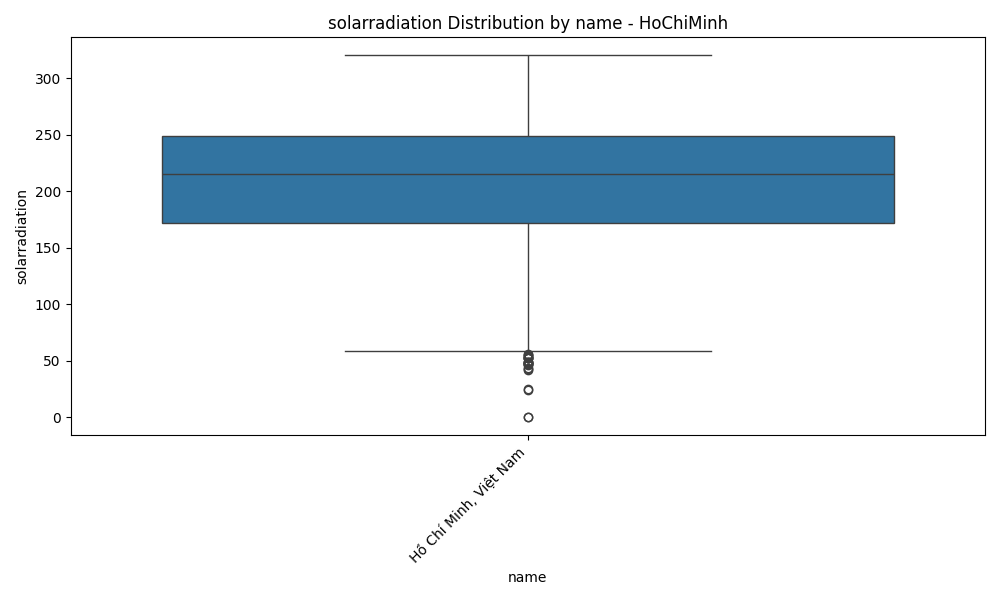 solarradiation Distribution by name - HoChiMinh
solarradiation
300
250
200
150
100
50
0
Hồ Chí Minh, Việt Nam
name